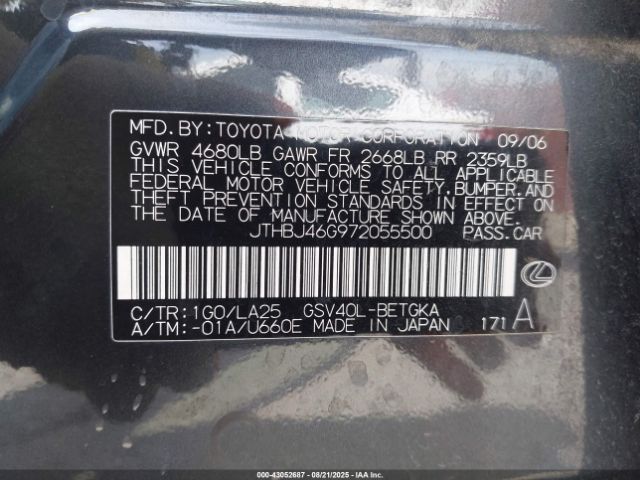 MFD. BY: TOYOTA MOTOR CORPORATION 09/06
GVWR 4680LB GAWR FR 2668LB RR 2359LB
THIS VEHICLE CONFORMS TO ALL APPLICABLE
FEDERAL MOTOR VEHICLE SAFETY, BUMPER, AND
THEFT PREVENTION STANDARDS IN EFFECT ON
THE DATE OF MANUFACTURE SHOWN ABOVE.
JTHBJ46G972055500 PASS. CAR
C/TR: 1G0/LA25 GSV40L-BETGKA
A/TM: -01A/U660E MADE IN JAPAN 171 A
000-43052687 - 08/21/2025 - IAAI.COM